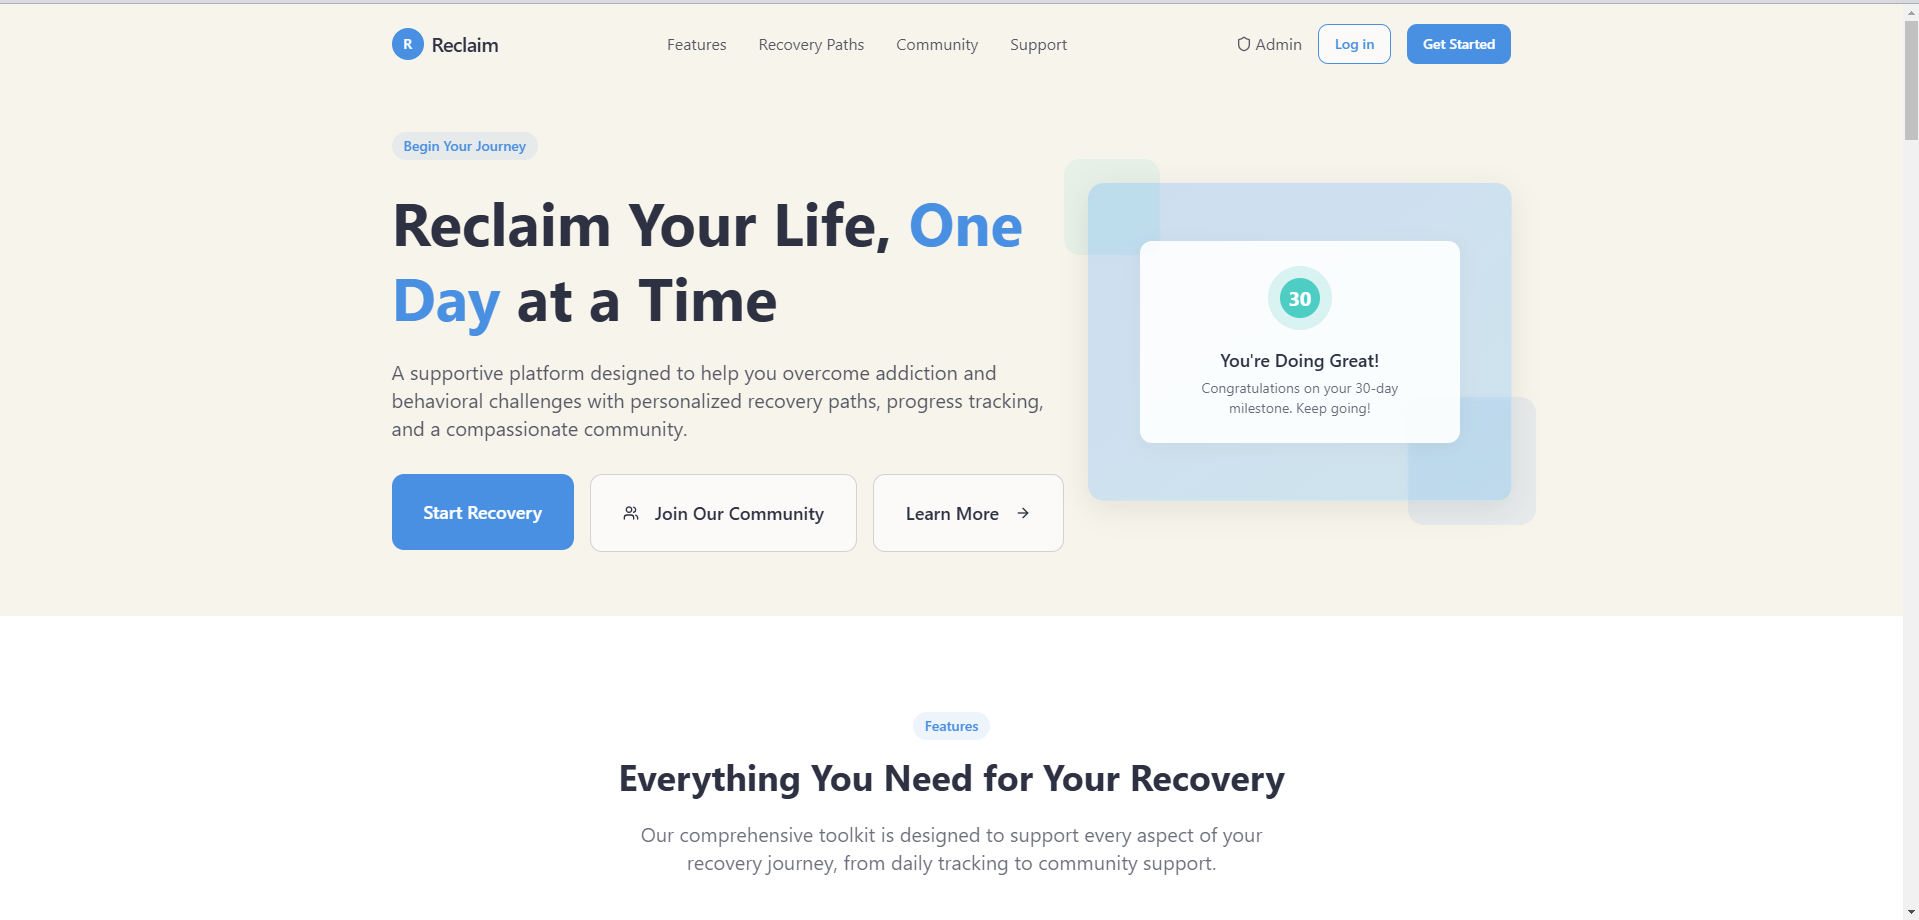 R Reclaim
Features Recovery Paths Community Support
Admin Log in Get Started
Begin Your Journey
Reclaim Your Life, One
Day at a Time
A supportive platform designed to help you overcome addiction and
behavioral challenges with personalized recovery paths, progress tracking,
and a compassionate community.
Start Recovery
Join Our Community
Learn More
30
You're Doing Great!
Congratulations on your 30-day
milestone. Keep going!
Features
Everything You Need for Your Recovery
Our comprehensive toolkit is designed to support every aspect of your
recovery journey, from daily tracking to community support.